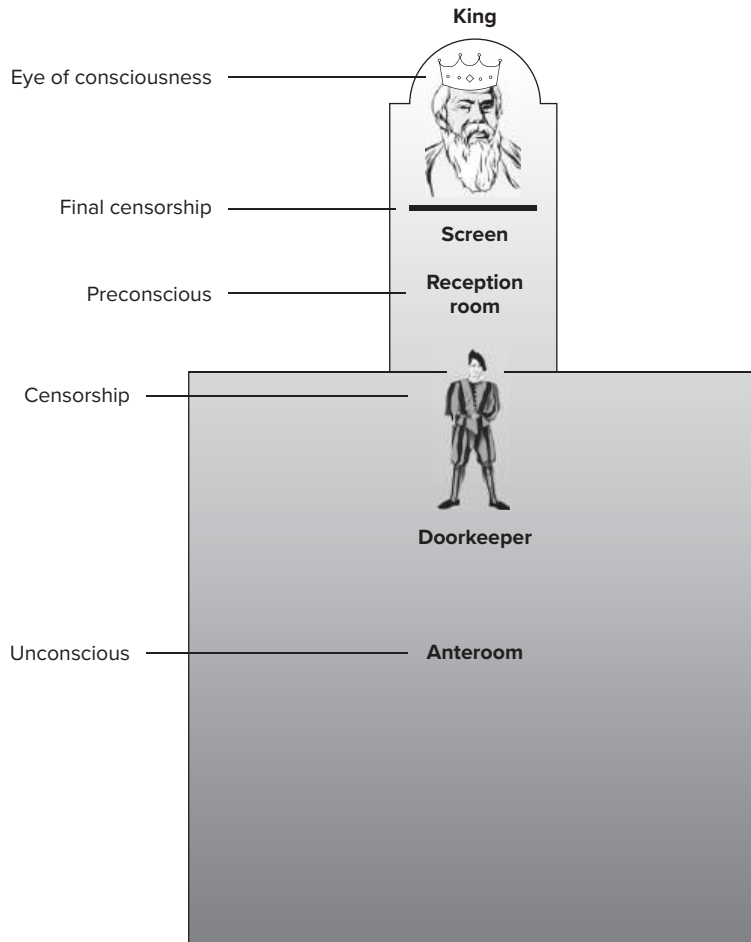 King
Eye of consciousness
Final censorship
Screen
Preconscious
Reception
room
Censorship
Doorkeeper
Unconscious
Anteroom